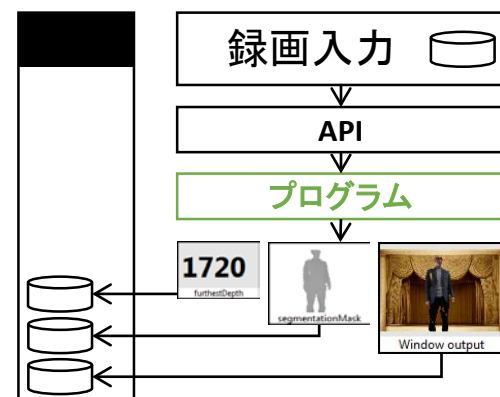 録画入力
API
プログラム
1720
furthestDepth
segmentationMask
Window output